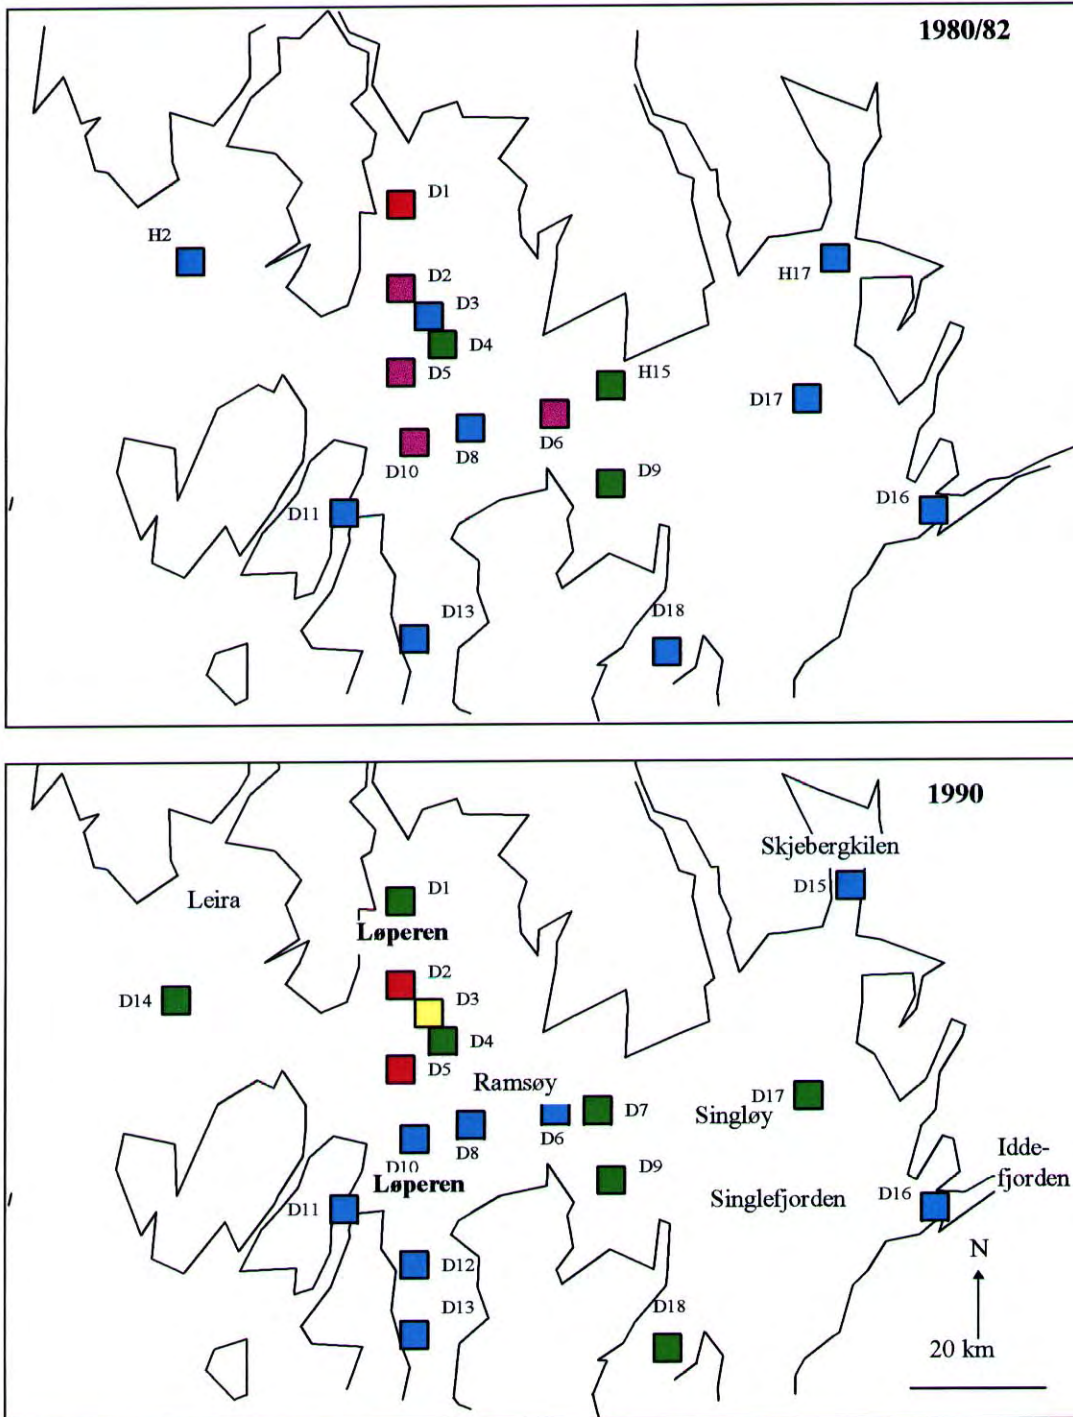 1980/82
D1
H2
H17
D2
D3
D4
D5
H15
D17
D6
D8
D10
D9
D11
D16
D13
D18
1990
Skjebergkilen
D15
Leira
D1
Løperen
D2
D14
D3
D4
D5
Ramsøy
D17
D7
Singløy
D6
D8
D10
D9
Idde-
fjorden
Løperen
Singlefjorden
D16
D11
N
D12
D13
D18
20 km